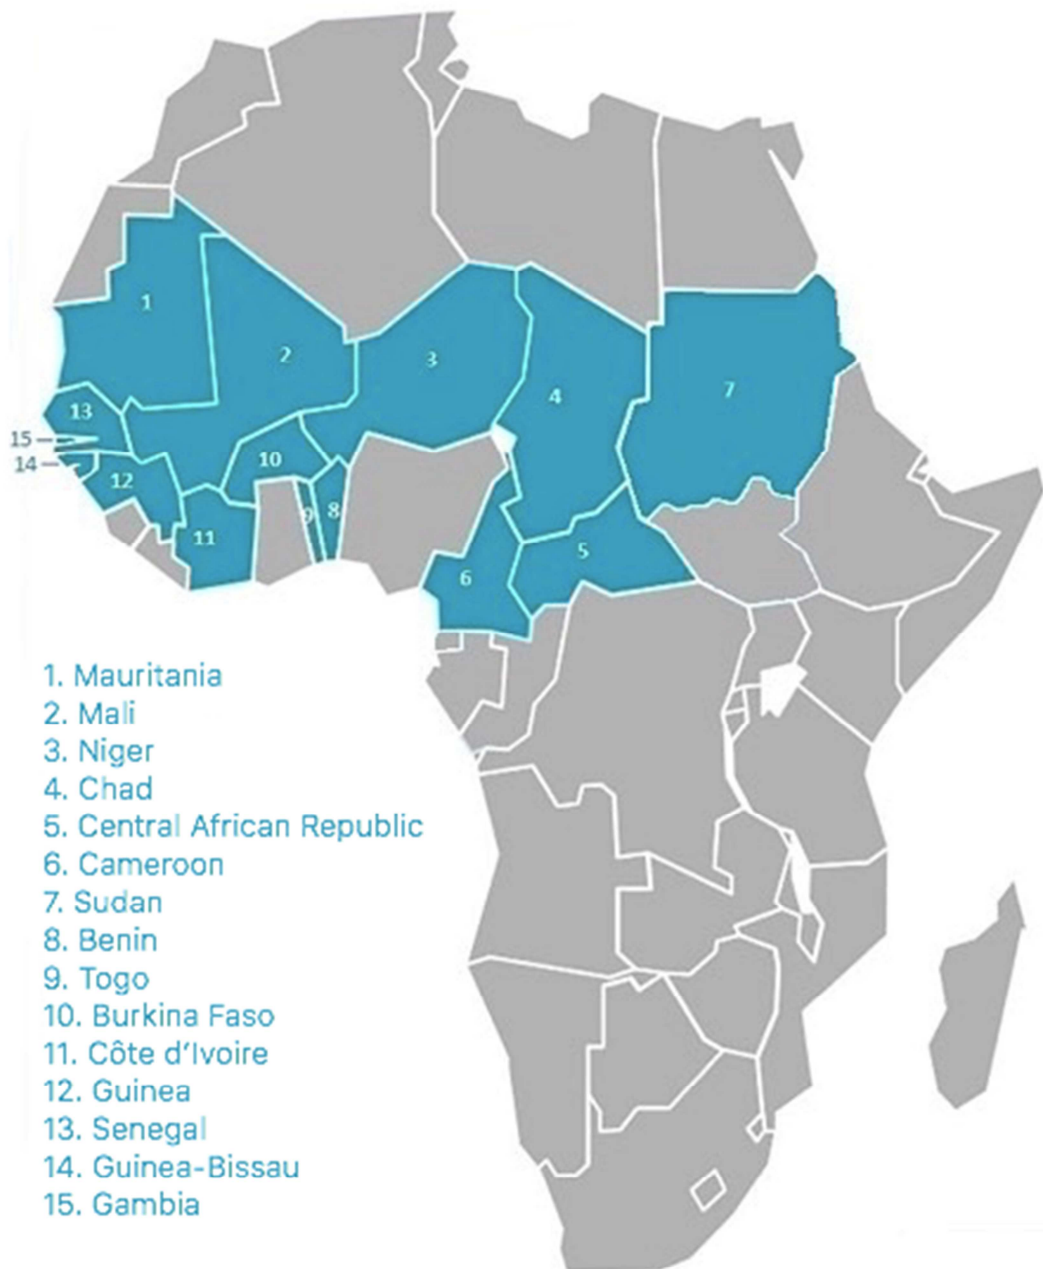 1
2
3
4
7
13
15
14
12
10
9
8
11
5
6
1. Mauritania
2. Mali
3. Niger
4. Chad
5. Central African Republic
6. Cameroon
7. Sudan
8. Benin
9. Togo
10. Burkina Faso
11. Côte d’Ivoire
12. Guinea
13. Senegal
14. Guinea-Bissau
15. Gambia